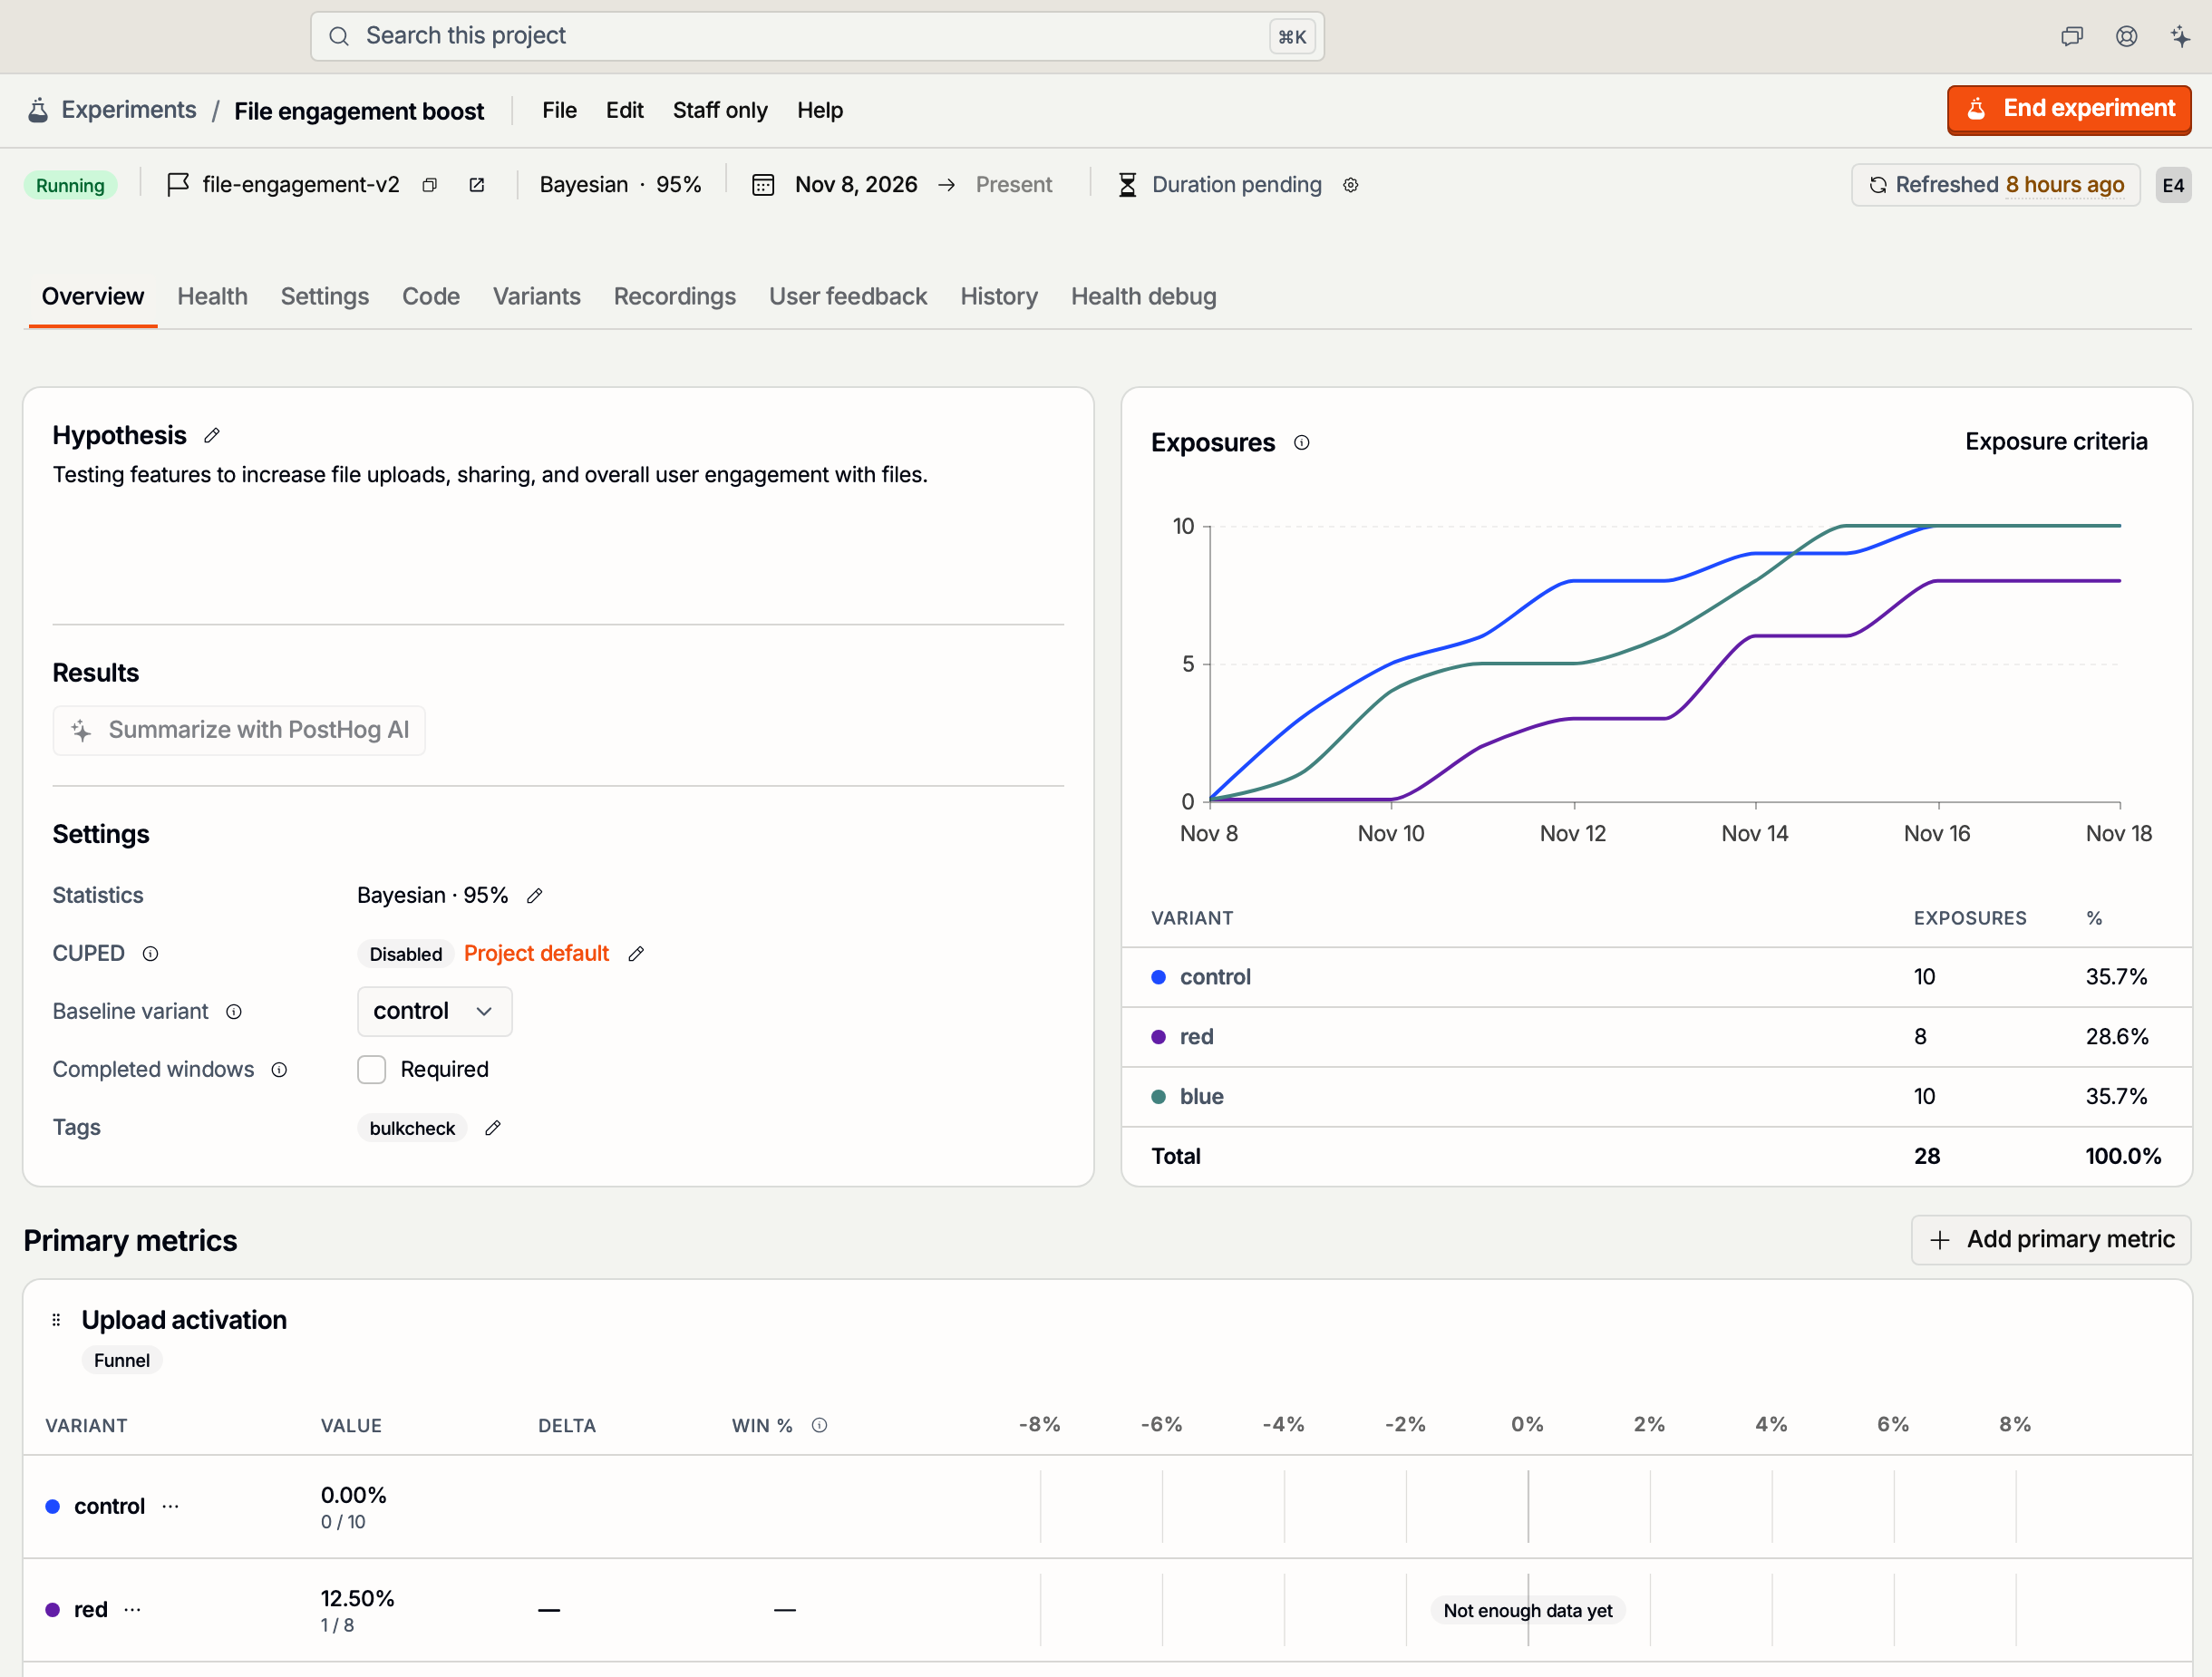 Search this project
⌘K
Experiments / File engagement boost
File
Edit
Staff only
Help
End experiment
Running
file-engagement-v2
Bayesian · 95%
Nov 8, 2026 → Present
Duration pending
Refreshed 8 hours ago
E4
Overview
Health
Settings
Code
Variants
Recordings
User feedback
History
Health debug
Hypothesis
Testing features to increase file uploads, sharing, and overall user engagement with files.
Results
Summarize with PostHog AI
Settings
Statistics
Bayesian · 95%
CUPED
Disabled
Project default
Baseline variant
control
Completed windows
Required
Tags
bulkcheck
Exposures
Exposure criteria
10
5
0
Nov 8
Nov 10
Nov 12
Nov 14
Nov 16
Nov 18
VARIANT EXPOSURES %
control 10 35.7%
red 8 28.6%
blue 10 35.7%
Total 28 100.0%
Primary metrics
Add primary metric
Upload activation
Funnel
VARIANT VALUE DELTA WIN % -8% -6% -4% -2% 0% 2% 4% 6% 8%
control ···
0.00%
0 / 10
red ···
12.50%
1 / 8
— —
Not enough data yet